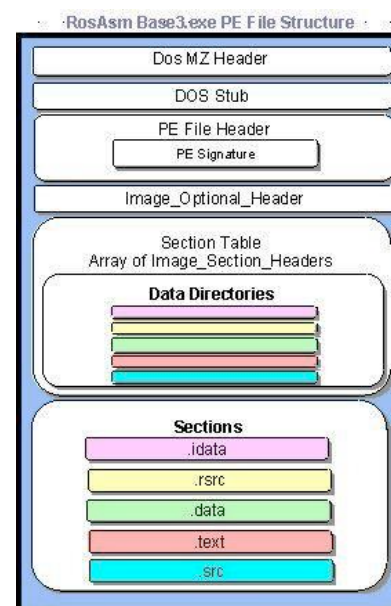 RosAsm Base3.exe PE File Structure
Dos MZ Header
DOS Stub
PE File Header
PE Signature
Image_Optional_Header
Section Table
Array of Image_Section_Headers
Data Directories
Sections
.idata
.rsrc
.data
.text
.src